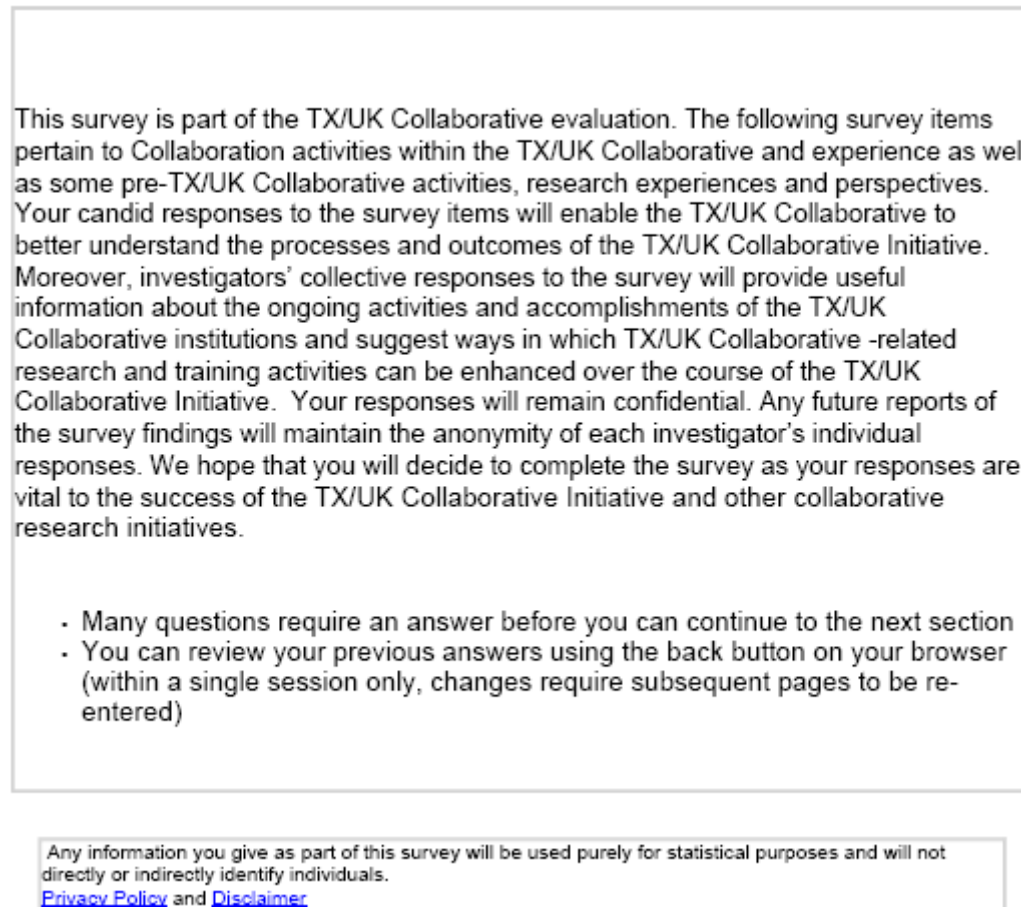 This survey is part of the TX/UK Collaborative evaluation. The following survey items
pertain to Collaboration activities within the TX/UK Collaborative and experience as wel
as some pre-TX/UK Collaborative activities, research experiences and perspectives.
Your candid responses to the survey items will enable the TX/UK Collaborative to
better understand the processes and outcomes of the TX/UK Collaborative Initiative.
Moreover, investigators’ collective responses to the survey will provide useful
information about the ongoing activities and accomplishments of the TX/UK
Collaborative institutions and suggest ways in which TX/UK Collaborative -related
research and training activities can be enhanced over the course of the TX/UK
Collaborative Initiative.  Your responses will remain confidential. Any future reports of
the survey findings will maintain the anonymity of each investigator’s individual
responses. We hope that you will decide to complete the survey as your responses are
vital to the success of the TX/UK Collaborative Initiative and other collaborative
research initiatives.
• Many questions require an answer before you can continue to the next section
• You can review your previous answers using the back button on your browser
(within a single session only, changes require subsequent pages to be re-
entered)
Any information you give as part of this survey will be used purely for statistical purposes and will not
directly or indirectly identify individuals.
Privacy Policy and Disclaimer